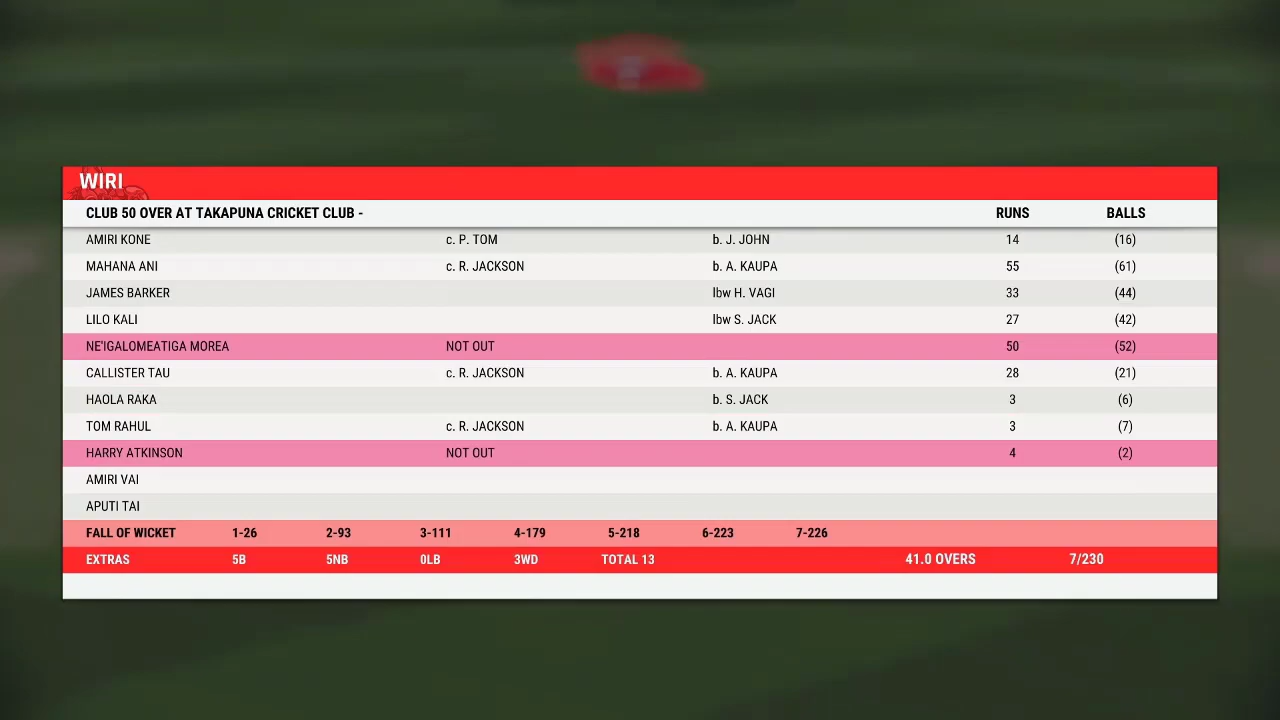 WIRI
CLUB 50 OVER AT TAKAPUNA CRICKET CLUB - RUNS BALLS
AMIRI KONE c. P. TOM b. J. JOHN 14 (16)
MAHANA ANI c. R. JACKSON b. A. KAUPA 55 (61)
JAMES BARKER lbw H. VAGI 33 (44)
LILO KALI lbw S. JACK 27 (42)
NE'IGALOMEATIGA MOREA NOT OUT 50 (52)
CALLISTER TAU c. R. JACKSON b. A. KAUPA 28 (21)
HAOLA RAKA b. S. JACK 3 (6)
TOM RAHUL c. R. JACKSON b. A. KAUPA 3 (7)
HARRY ATKINSON NOT OUT 4 (2)
AMIRI VAI
APUTI TAI
FALL OF WICKET 1-26 2-93 3-111 4-179 5-218 6-223 7-226
EXTRAS 5B 5NB 0LB 3WD TOTAL 13 41.0 OVERS 7/230